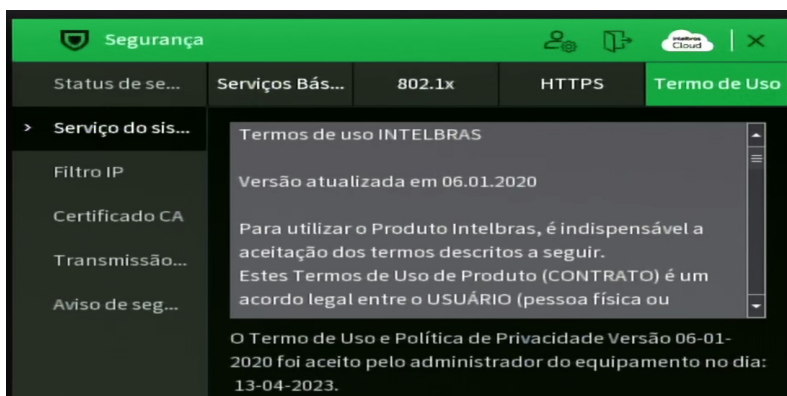 Segurança
intelbras
Cloud
Status de se...
Serviços Bás...
802.1x
HTTPS
Termo de Uso
Serviço do sis...
Filtro IP
Certificado CA
Transmissão...
Aviso de seg...
Termos de uso INTELBRAS
Versão atualizada em 06.01.2020
Para utilizar o Produto Intelbras, é indispensável a
aceitação dos termos descritos a seguir.
Estes Termos de Uso de Produto (CONTRATO) é um
acordo legal entre o USUÁRIO (pessoa física ou
O Termo de Uso e Política de Privacidade Versão 06-01-
2020 foi aceito pelo administrador do equipamento no dia:
13-04-2023.